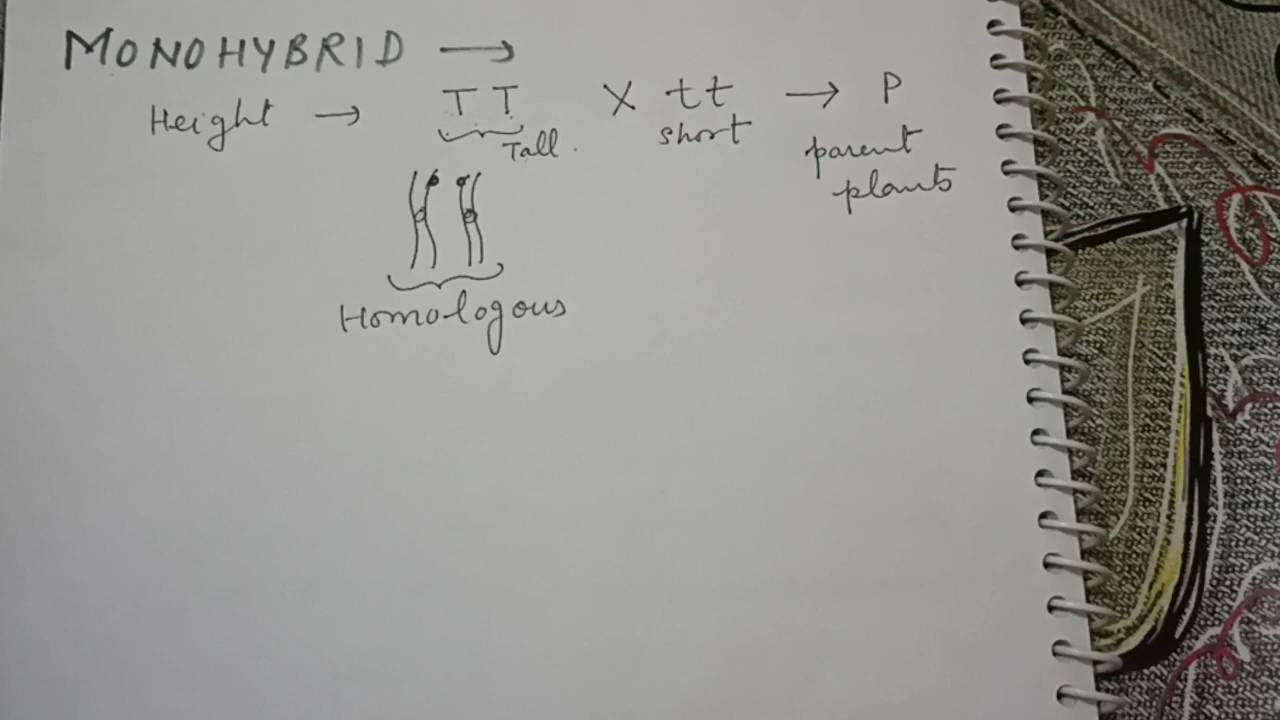 MONOHYBRID →
Height → TT X tt → P
Tall. short parent
plants
Homologous